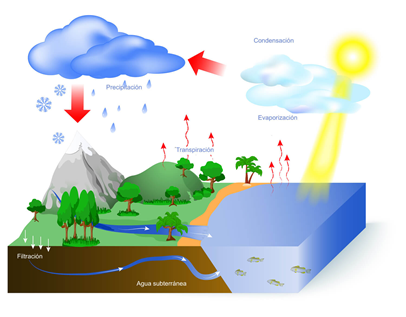 Condensación
Precipitación
Evaporización
Transpiración
Filtración
Agua subterránea